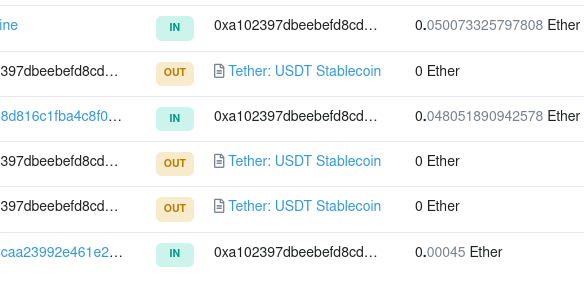 ine IN 0xa102397dbeebefd8cd... 0.050073325797808 Ether
397dbeebefd8cd... OUT Tether: USDT Stablecoin 0 Ether
8d816c1fba4c8f0... IN 0xa102397dbeebefd8cd... 0.048051890942578 Ether
397dbeebefd8cd... OUT Tether: USDT Stablecoin 0 Ether
397dbeebefd8cd... OUT Tether: USDT Stablecoin 0 Ether
caa23992e461e2... IN 0xa102397dbeebefd8cd... 0.00045 Ether